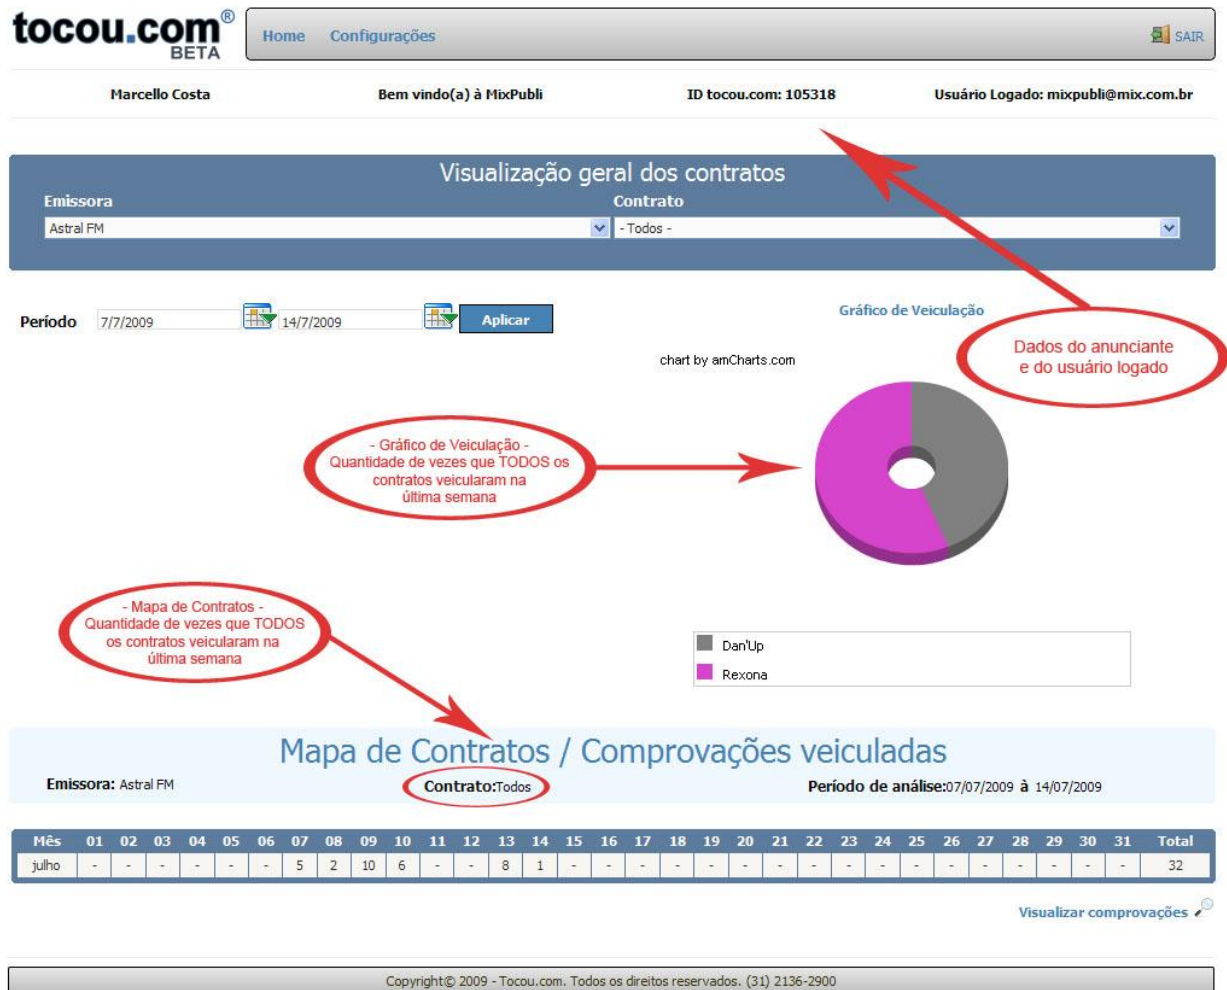 tocou.com®
BETA
Home Configurações SAIR
Marcello Costa Bem vindo(a) à MixPubli ID tocou.com: 105318 Usuário Logado: mixpubli@mix.com.br
Visualização geral dos contratos
Emissora Contrato
Astral FM - Todos -
Período 7/7/2009 14/7/2009 Aplicar
Gráfico de Veiculação
Dados do anunciante
e do usuário logado
chart by amCharts.com
- Gráfico de Veiculação -
Quantidade de vezes que TODOS os
contratos veicularam na
última semana
- Mapa de Contratos -
Quantidade de vezes que TODOS
os contratos veicularam na
última semana
Dan'Up
Rexona
Mapa de Contratos / Comprovações veiculadas
Emissora: Astral FM Contrato:Todos Período de análise:07/07/2009 à 14/07/2009
Mês 01 02 03 04 05 06 07 08 09 10 11 12 13 14 15 16 17 18 19 20 21 22 23 24 25 26 27 28 29 30 31 Total
julho - - - - - - 5 2 10 6 - - 8 1 - - - - - - - - - - - - - - - - - 32
Visualizar comprovações
Copyright© 2009 - Tocou.com. Todos os direitos reservados. (31) 2136-2900